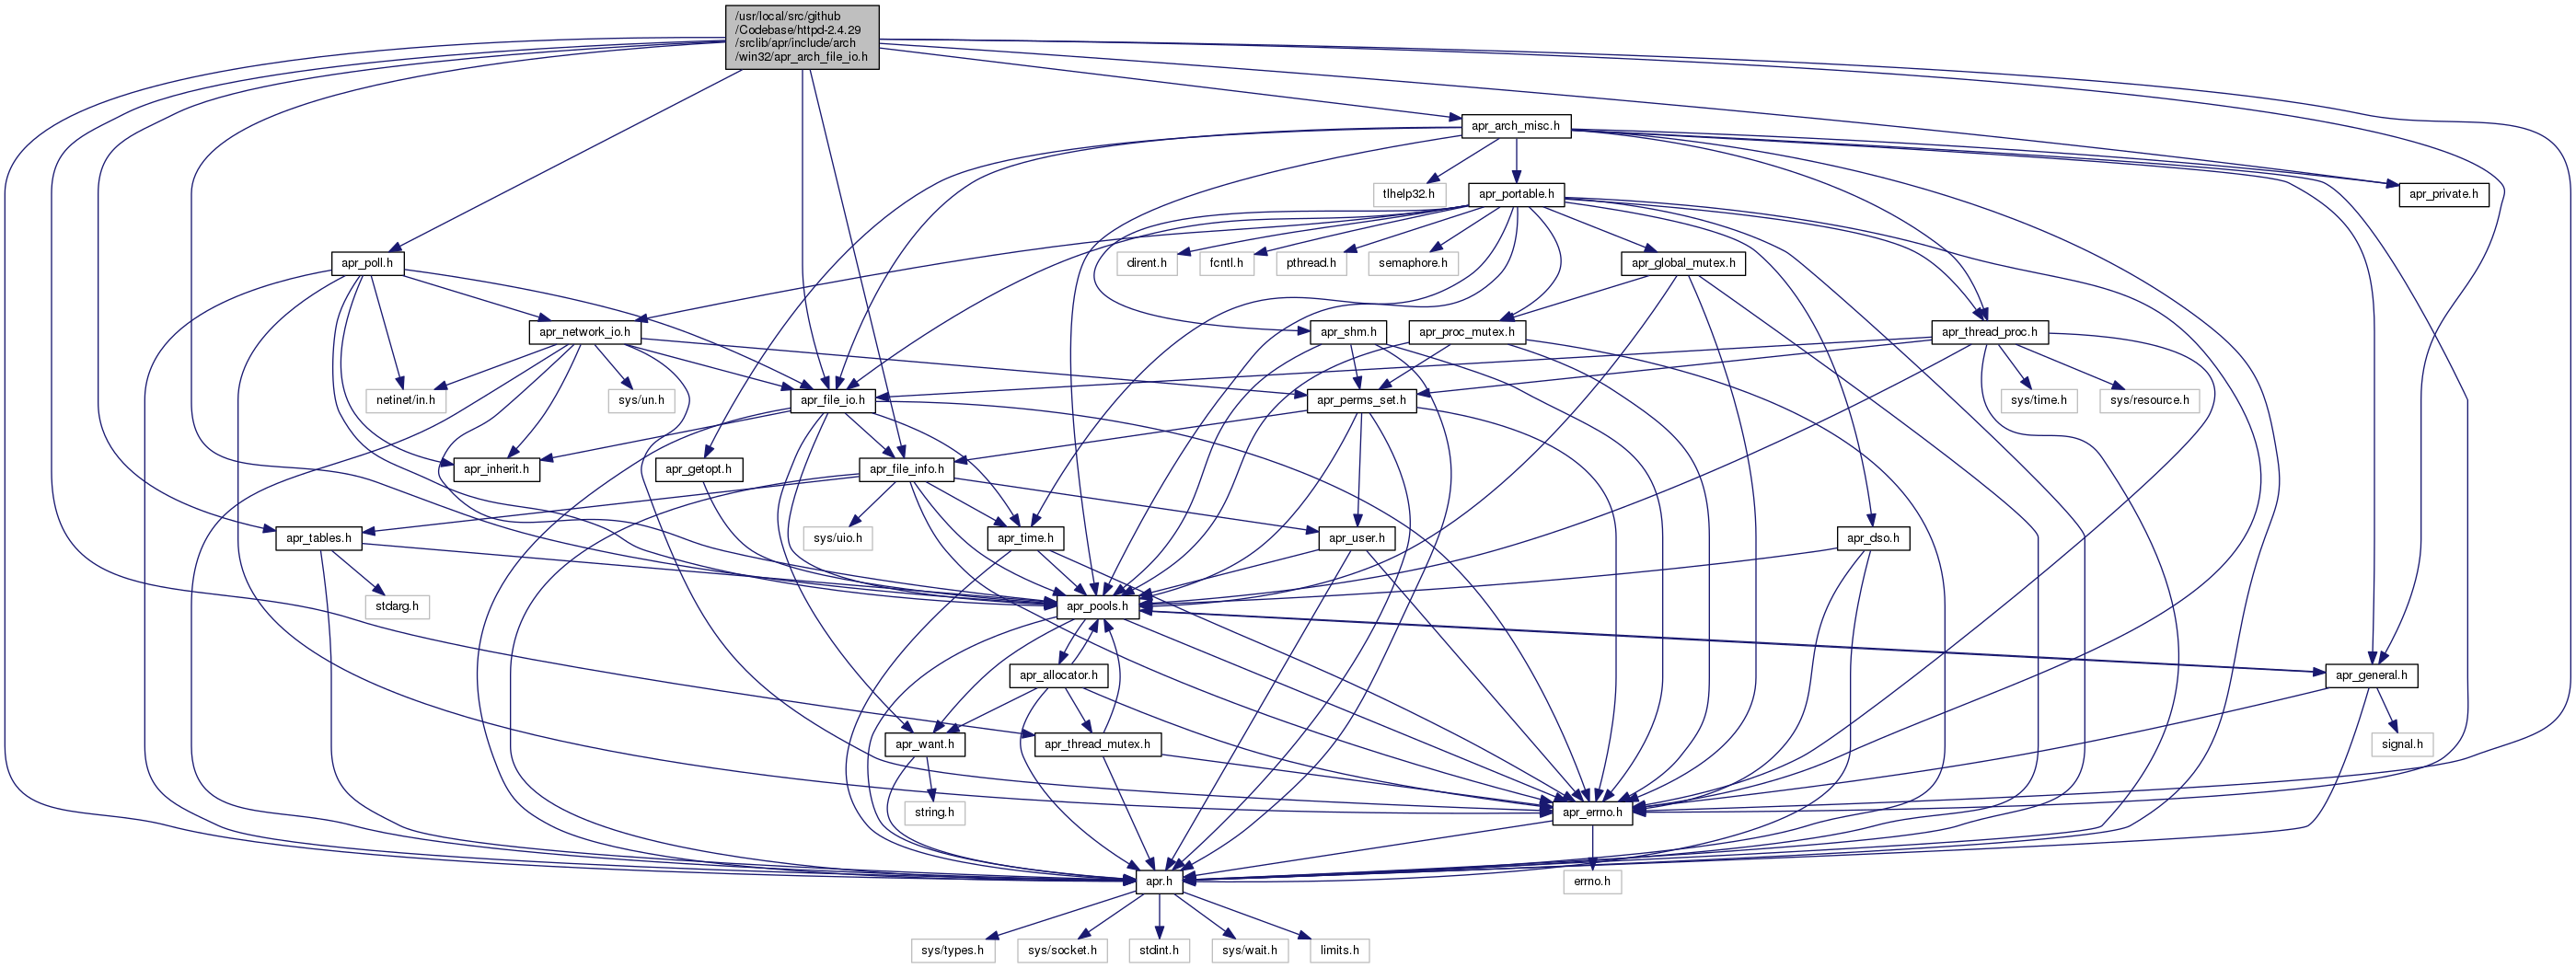 /usr/local/src/github
/Codebase/httpd-2.4.29
/srclib/apr/include/arch
/win32/apr_arch_file_io.h
apr_arch_misc.h
tlhelp32.h
apr_portable.h
apr_private.h
apr_poll.h
dirent.h
fcntl.h
pthread.h
semaphore.h
apr_global_mutex.h
apr_network_io.h
apr_shm.h
apr_proc_mutex.h
apr_thread_proc.h
netinet/in.h
sys/un.h
apr_file_io.h
apr_perms_set.h
sys/time.h
sys/resource.h
apr_inherit.h
apr_getopt.h
apr_file_info.h
apr_tables.h
sys/uio.h
apr_time.h
apr_user.h
apr_dso.h
stdarg.h
apr_pools.h
apr_allocator.h
apr_general.h
apr_want.h
apr_thread_mutex.h
signal.h
string.h
apr_errno.h
apr.h
errno.h
sys/types.h
sys/socket.h
stdint.h
sys/wait.h
limits.h